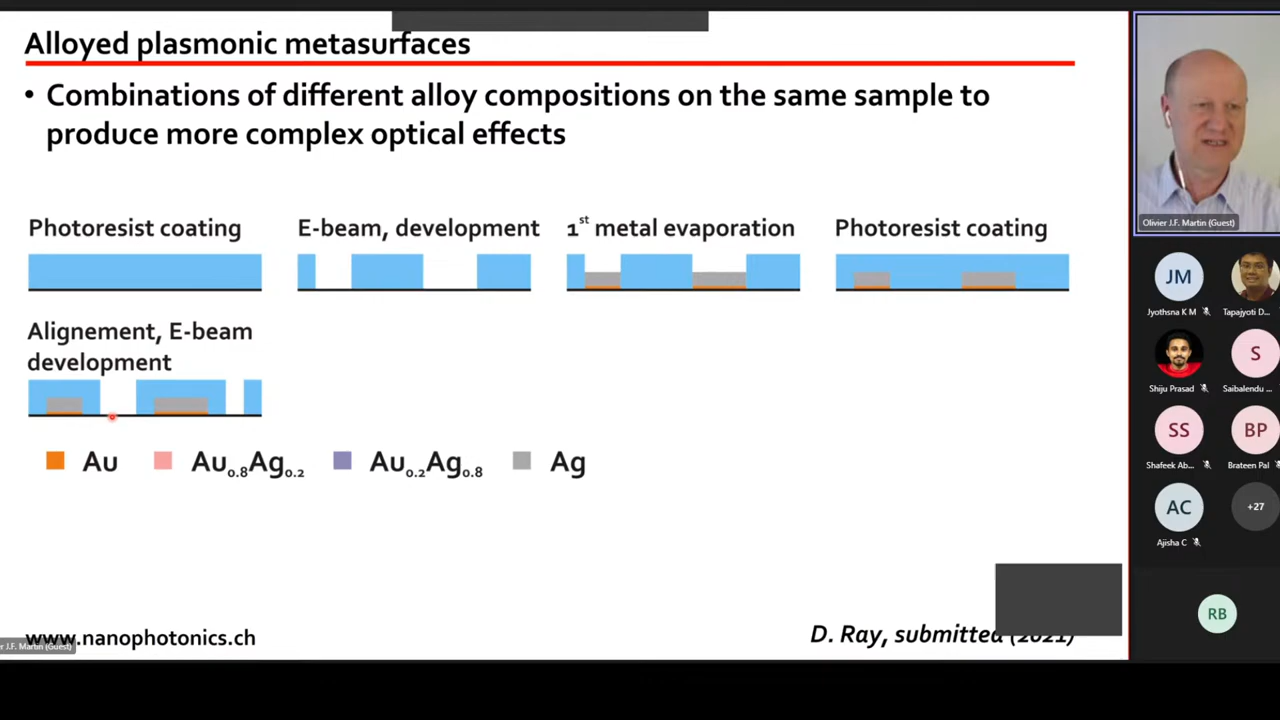 Alloyed plasmonic metasurfaces
• Combinations of different alloy compositions on the same sample to
produce more complex optical effects
Photoresist coating
E-beam, development
1st metal evaporation
Photoresist coating
Alignement, E-beam
development
Au
Au0.8Ag0.2
Au0.2Ag0.8
Ag
www.nanophotonics.ch
D. Ray, submitted (2021)
r J.F. Martin (Guest)
Olivier J.F. Martin (Guest)
JM
Jyothsna K M
Tapajyoti D...
Shiju Prasad
S
Saibalendu ...
SS
Shafeek Ab...
BP
Brateen Pal
AC
Ajisha C
+27
RB